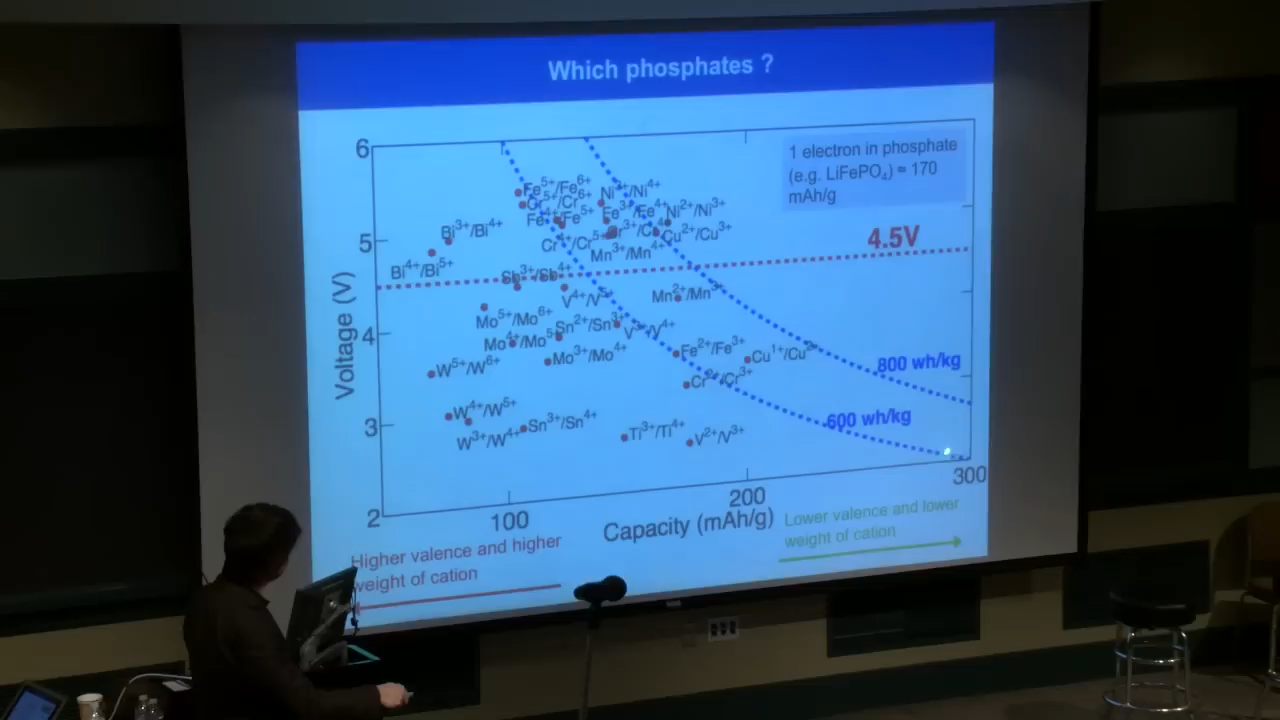 Which phosphates ?
1 electron in phosphate
(e.g. LiFePO₄) = 170
mAh/g
6
5
4
3
2
Voltage (V)
Fe⁵⁺/Fe⁶⁺
Cr⁵⁺/Cr⁶⁺
Ni³⁺/Ni⁴⁺
Fe⁴⁺/Fe⁵⁺
Fe³⁺/Fe⁴⁺
Ni²⁺/Ni³⁺
Bi³⁺/Bi⁴⁺
Cu²⁺/Cu³⁺
Cr⁴⁺/Cr⁵⁺
Mn³⁺/Mn⁴⁺
4.5V
Bi⁴⁺/Bi⁵⁺
Sb³⁺/Sb⁴⁺
V⁴⁺/V⁵⁺
Mn²⁺/Mn³⁺
Mo⁵⁺/Mo⁶⁺
Sn²⁺/Sn³⁺
V³⁺/V⁴⁺
Mo⁴⁺/Mo⁵⁺
Mo³⁺/Mo⁴⁺
Fe²⁺/Fe³⁺
Cu¹⁺/Cu²⁺
W⁵⁺/W⁶⁺
Cr²⁺/Cr³⁺
800 wh/kg
W⁴⁺/W⁵⁺
600 wh/kg
W³⁺/W⁴⁺
Sn³⁺/Sn⁴⁺
Ti³⁺/Ti⁴⁺
V²⁺/V³⁺
100
200
300
Capacity (mAh/g)
Higher valence and higher
weight of cation
Lower valence and lower
weight of cation